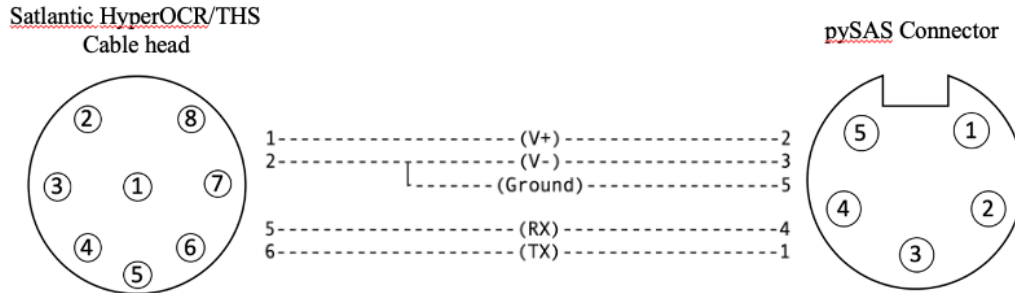 Satlantic HyperOCR/THS
Cable head
pySAS Connector
2 8
3 1 7
4 6
5
1----------------------(V+)--------------------2
2----------------------(V-)--------------------3
-------(Ground)-----------------5
5----------------------(RX)--------------------4
6----------------------(TX)--------------------1
5 1
4 2
3